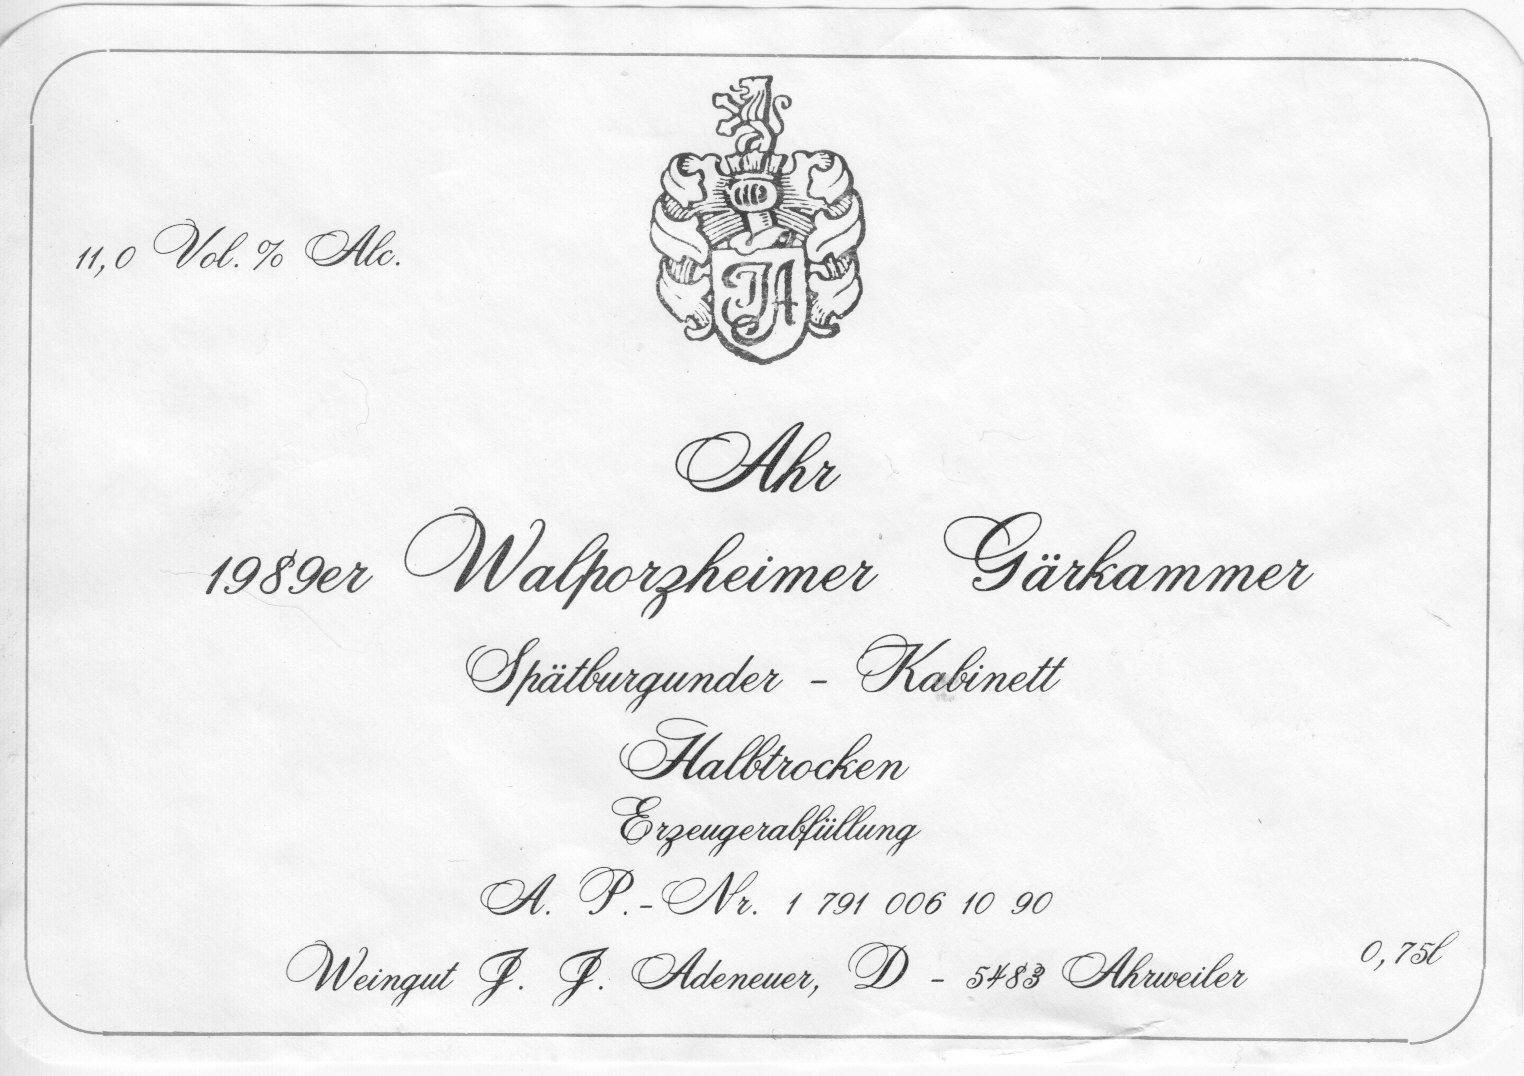 11,0 Vol. % Alc.
JA
Ahr
1989er Walporzheimer Gärkammer
Spätburgunder - Kabinett
Halbtrocken
Erzeugerabfüllung
A. P.-Nr. 1 791 006 10 90
Weingut J. J. Adeneuer, D - 5483 Ahrweiler
0,75l